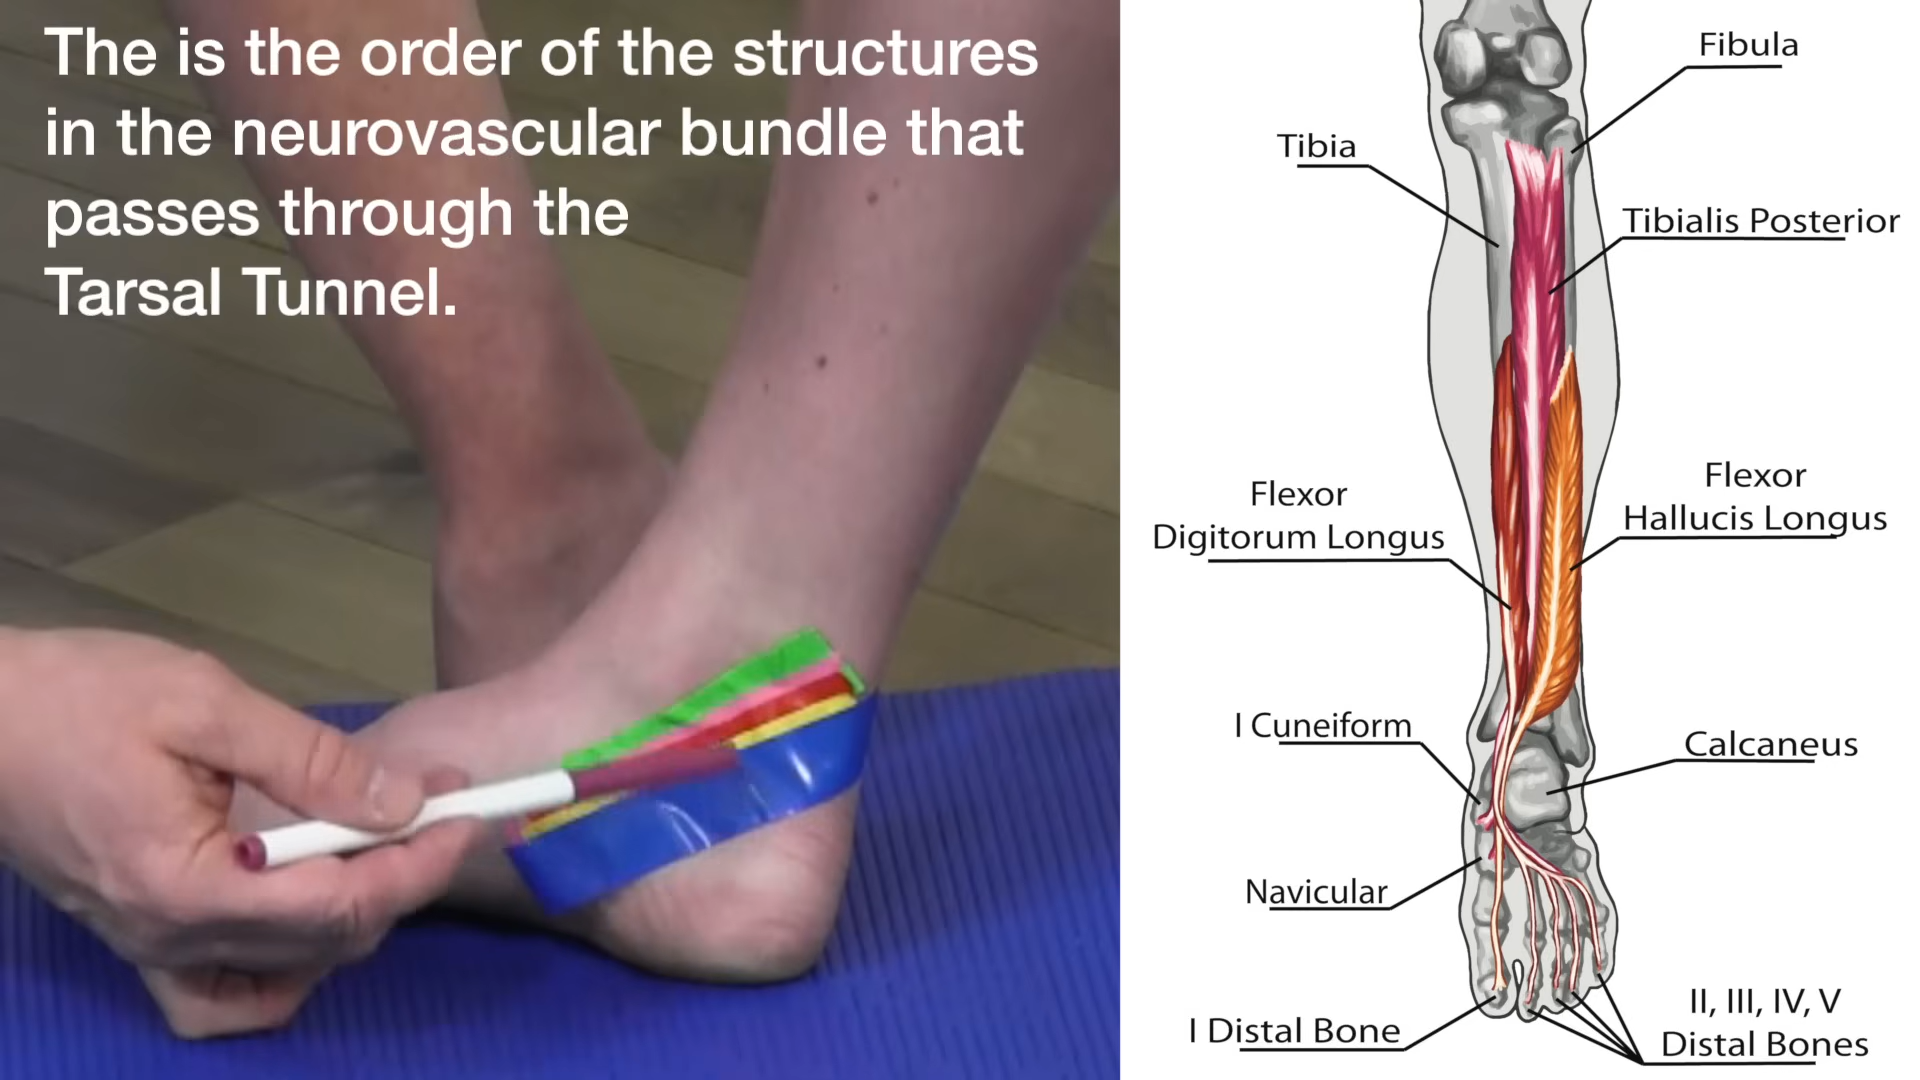 The is the order of the structures
in the neurovascular bundle that
passes through the
Tarsal Tunnel.
Fibula
Tibia
Tibialis Posterior
Flexor
Digitorum Longus
Flexor
Hallucis Longus
I Cuneiform
Calcaneus
Navicular
I Distal Bone
II, III, IV, V
Distal Bones